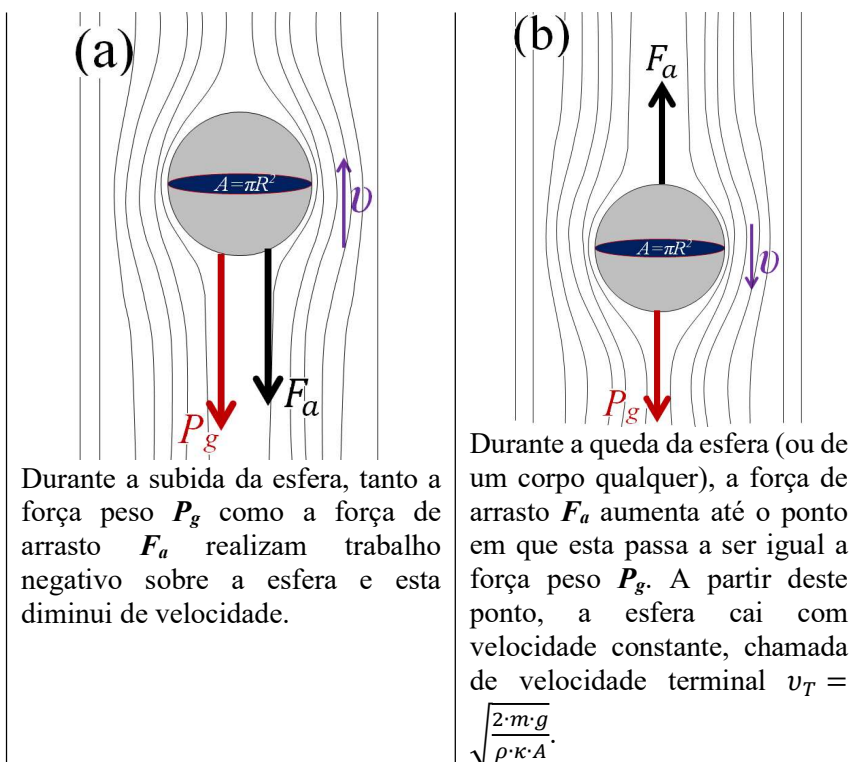 (a)
A=πR²
υ
F_a
P_g
Durante a subida da esfera, tanto a
força peso P_g como a força de
arrasto F_a realizam trabalho
negativo sobre a esfera e esta
diminui de velocidade.
(b)
F_a
A=πR²
υ
P_g
Durante a queda da esfera (ou de
um corpo qualquer), a força de
arrasto F_a aumenta até o ponto
em que esta passa a ser igual a
força peso P_g. A partir deste
ponto, a esfera cai com
velocidade constante, chamada
de velocidade terminal υ_T =
√(2·m·g/ρ·κ·A).